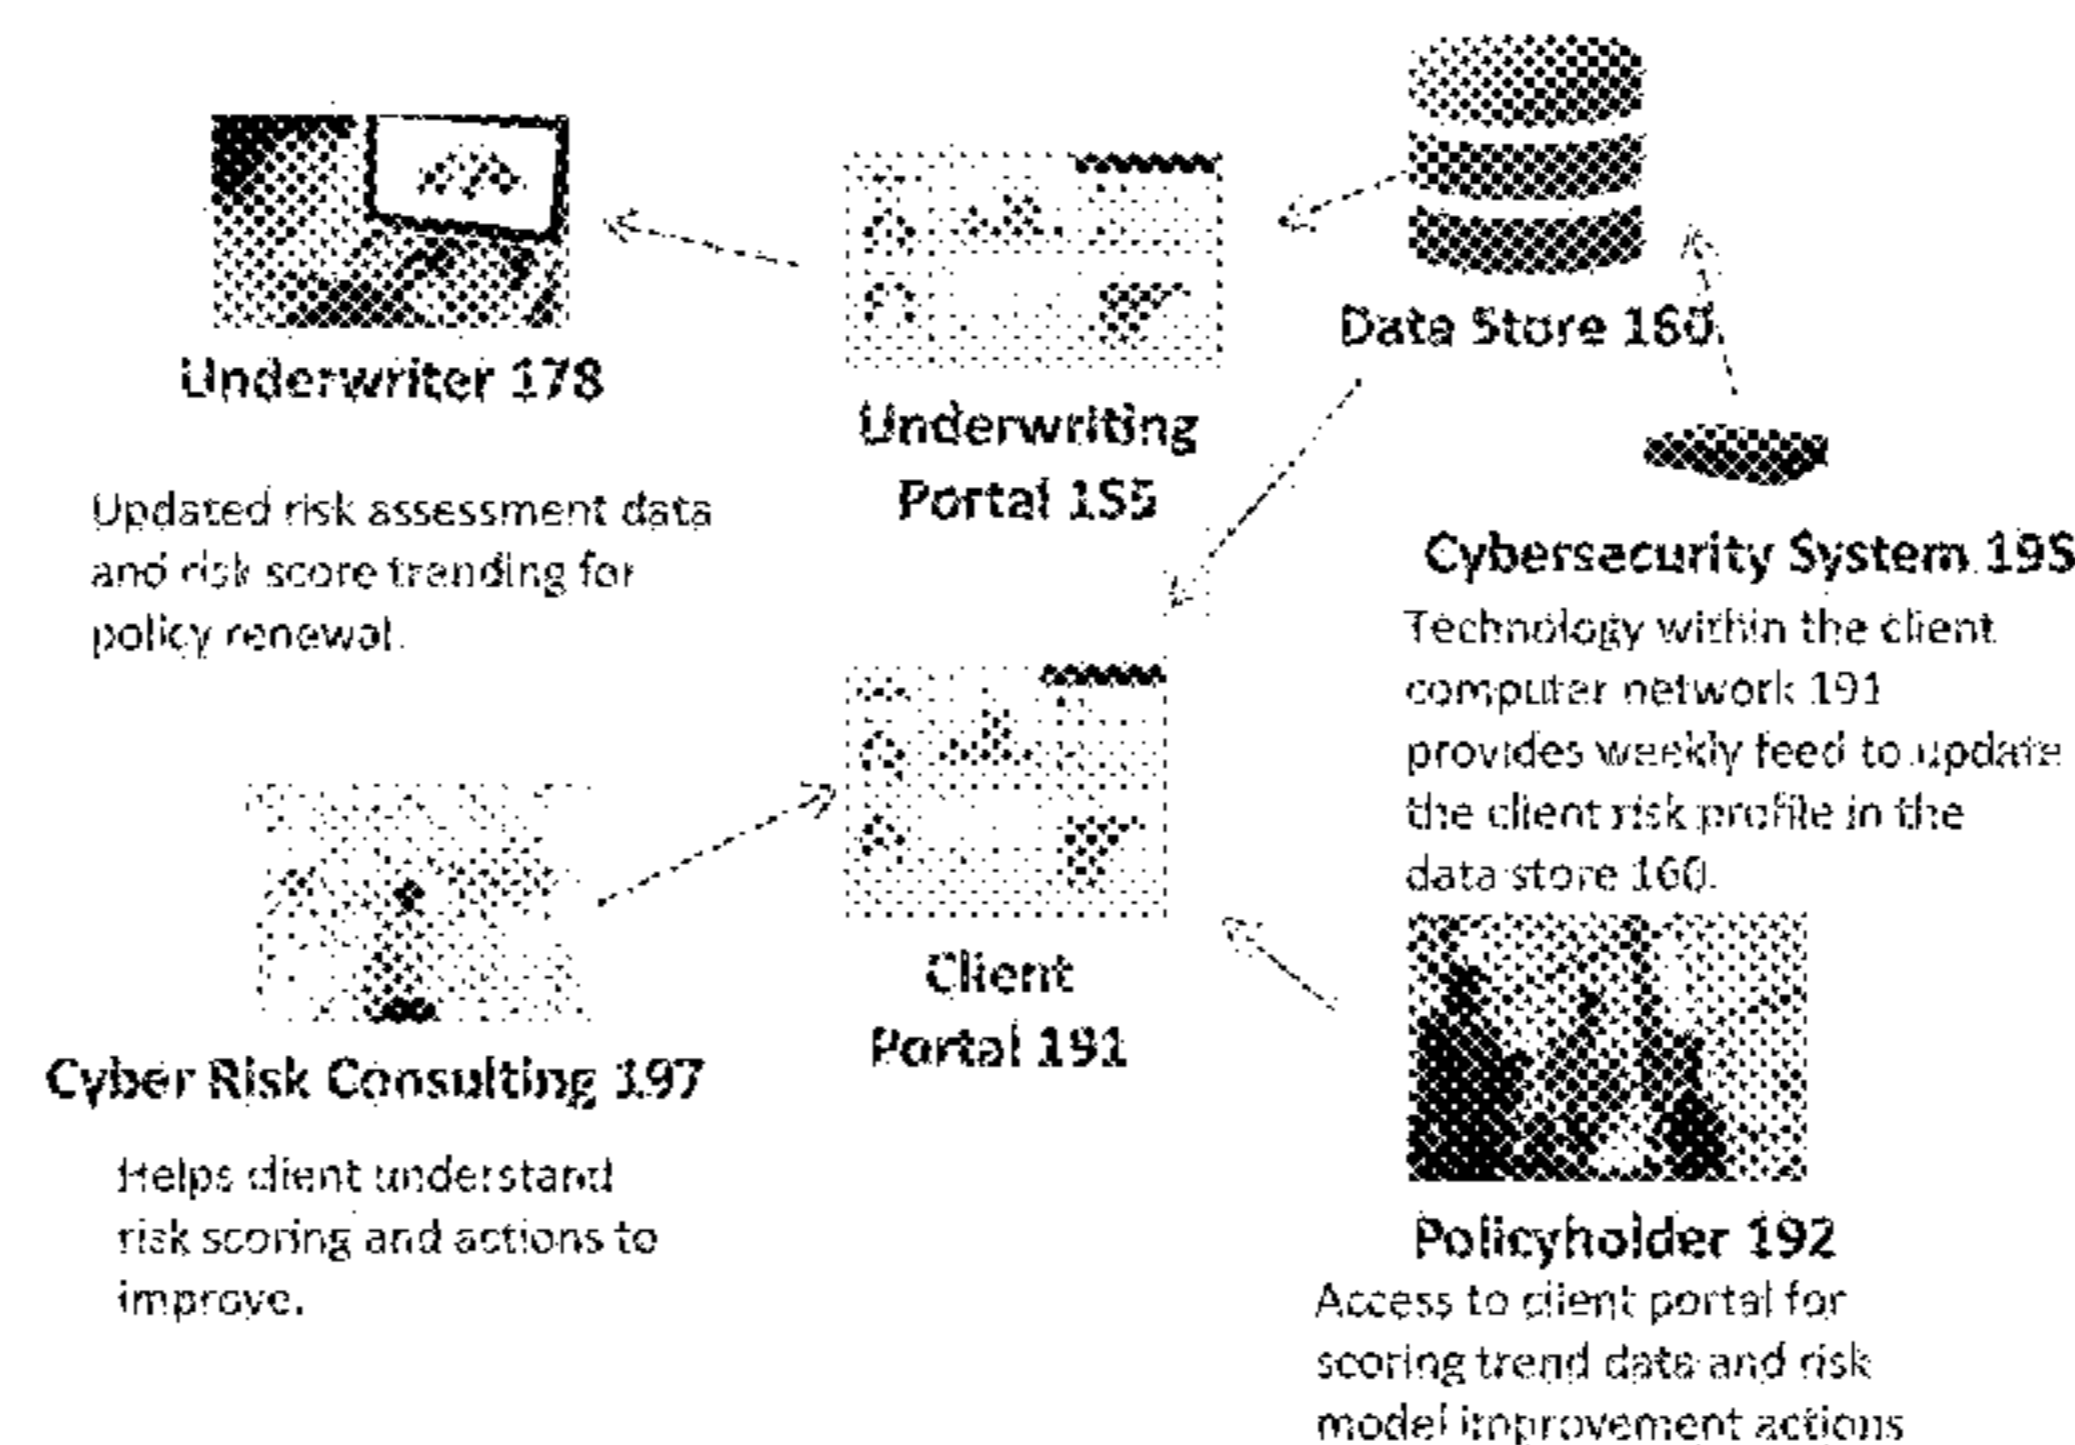 Underwriter 178
Updated risk assessment data
and risk score trending for
policy renewal.
Underwriting
Portal 155
Data Store 160
Cybersecurity System 195
Technology within the client
computer network 191
provides weekly feed to update
the client risk profile in the
data store 160.
Cyber Risk Consulting 197
Helps client understand
risk scoring and actions to
improve.
Client
Portal 191
Policyholder 192
Access to client portal for
scoring trend data and risk
model improvement actions